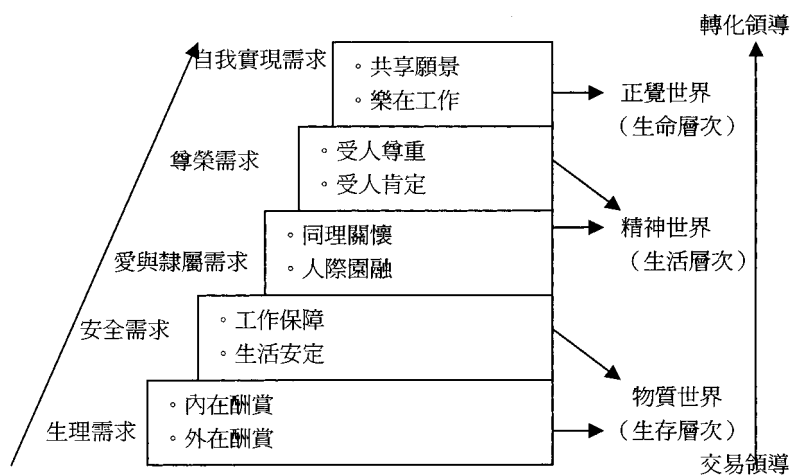 轉化領導
自我實現需求
。共享願景
。樂在工作
正覺世界
（生命層次）
尊榮需求
。受人尊重
。受人肯定
精神世界
（生活層次）
愛與隸屬需求
。同理關懷
。人際園融
安全需求
。工作保障
。生活安定
物質世界
（生存層次）
生理需求
。內在酬賞
。外在酬賞
交易領導